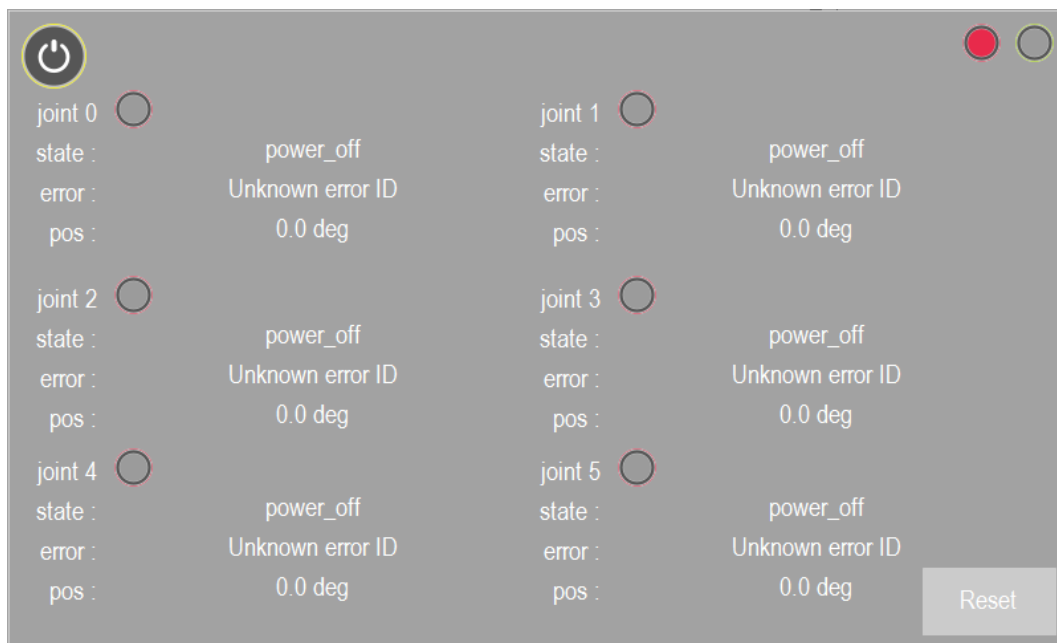 joint 0
state : power_off
error : Unknown error ID
pos : 0.0 deg
joint 1
state : power_off
error : Unknown error ID
pos : 0.0 deg
joint 2
state : power_off
error : Unknown error ID
pos : 0.0 deg
joint 3
state : power_off
error : Unknown error ID
pos : 0.0 deg
joint 4
state : power_off
error : Unknown error ID
pos : 0.0 deg
joint 5
state : power_off
error : Unknown error ID
pos : 0.0 deg
Reset